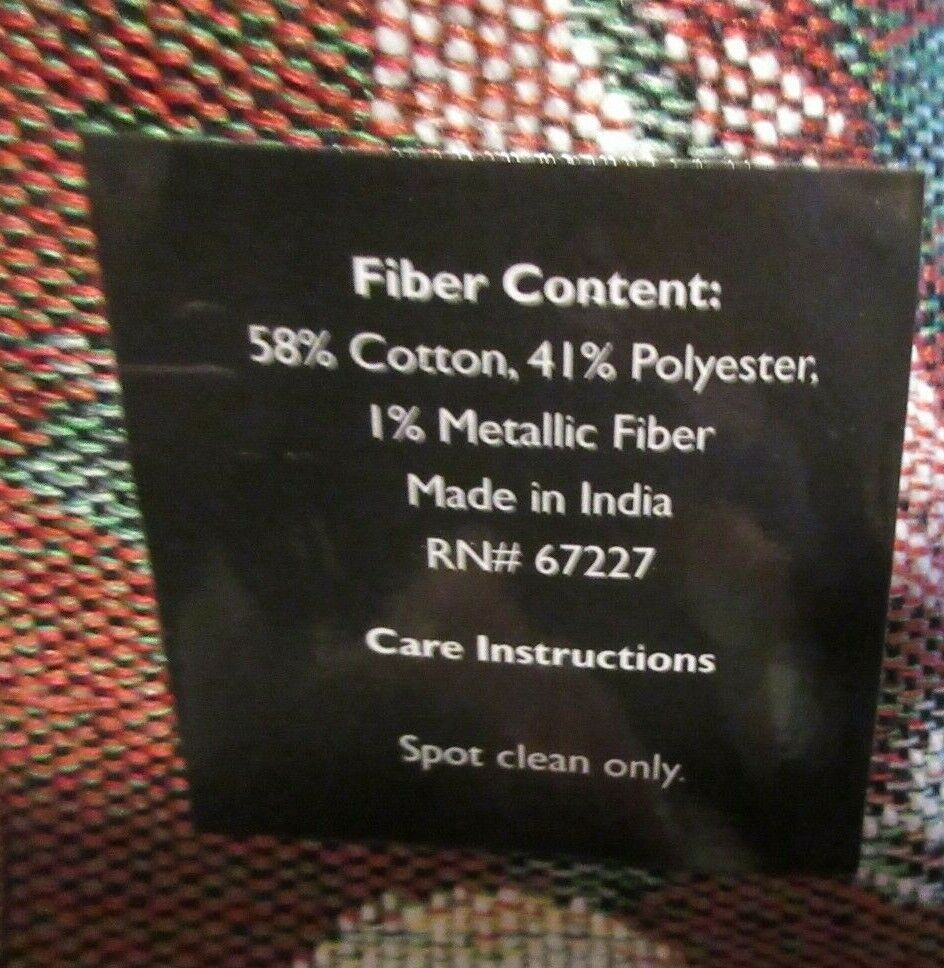 Fiber Content:
58% Cotton, 41% Polyester,
1% Metallic Fiber
Made in India
RN# 67227
Care Instructions
Spot clean only.